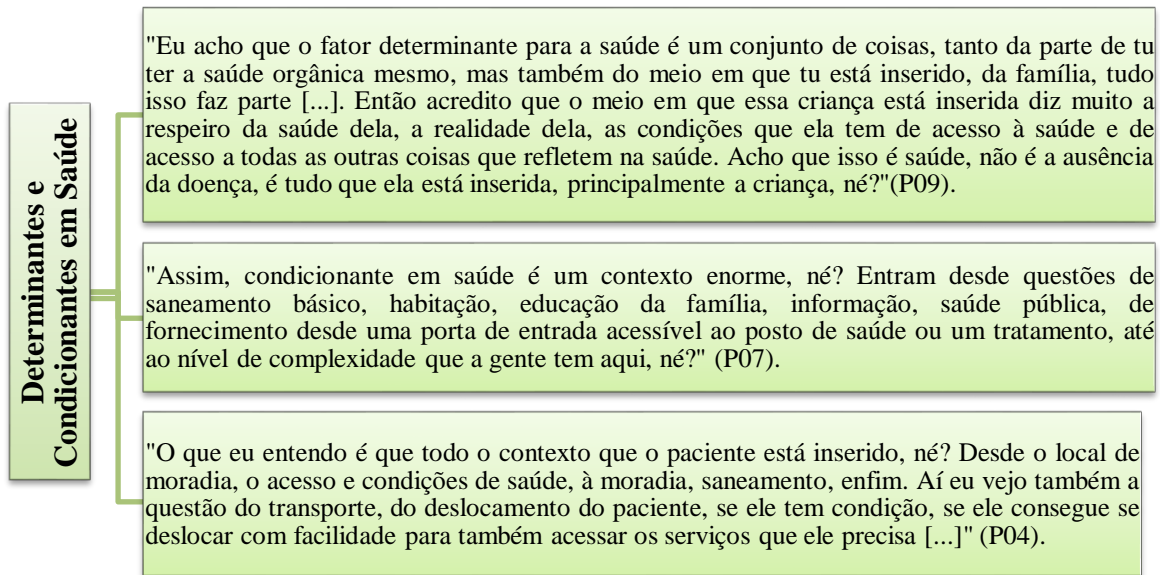 Determinantes e
Condicionantes em Saúde
"Eu acho que o fator determinante para a saúde é um conjunto de coisas, tanto da parte de tu
ter a saúde orgânica mesmo, mas também do meio em que tu está inserido, da família, tudo
isso faz parte [...]. Então acredito que o meio em que essa criança está inserida diz muito a
respeiro da saúde dela, a realidade dela, as condições que ela tem de acesso à saúde e de
acesso a todas as outras coisas que refletem na saúde. Acho que isso é saúde, não é a ausência
da doença, é tudo que ela está inserida, principalmente a criança, né?"(P09).
"Assim, condicionante em saúde é um contexto enorme, né? Entram desde questões de
saneamento básico, habitação, educação da família, informação, saúde pública, de
fornecimento desde uma porta de entrada acessível ao posto de saúde ou um tratamento, até
ao nível de complexidade que a gente tem aqui, né?" (P07).
"O que eu entendo é que todo o contexto que o paciente está inserido, né? Desde o local de
moradia, o acesso e condições de saúde, à moradia, saneamento, enfim. Aí eu vejo também a
questão do transporte, do deslocamento do paciente, se ele tem condição, se ele consegue se
deslocar com facilidade para também acessar os serviços que ele precisa [...]" (P04).